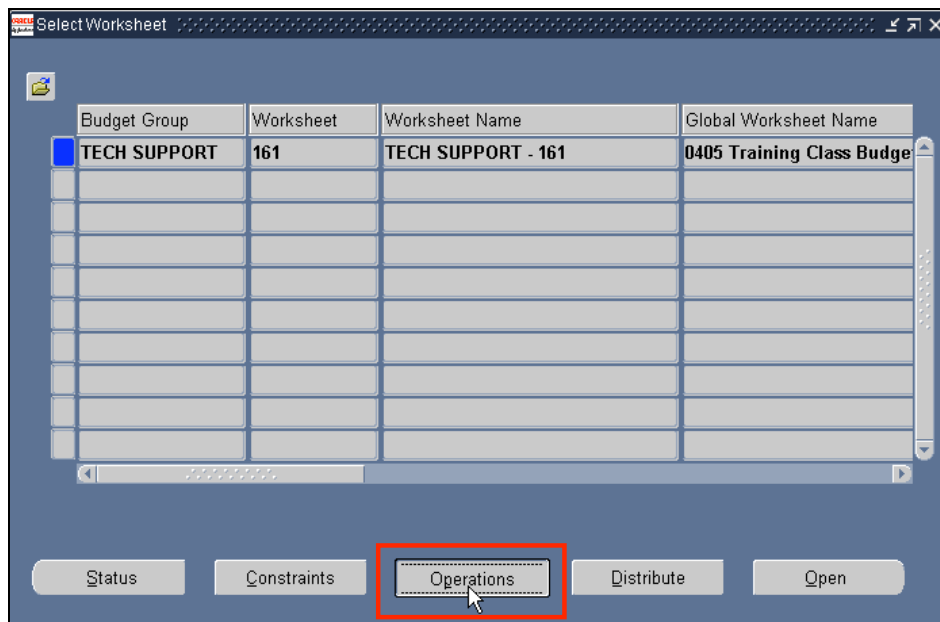 Select Worksheet
Budget Group Worksheet Worksheet Name Global Worksheet Name
TECH SUPPORT 161 TECH SUPPORT - 161 0405 Training Class Budge
Status Constraints Operations Distribute Open